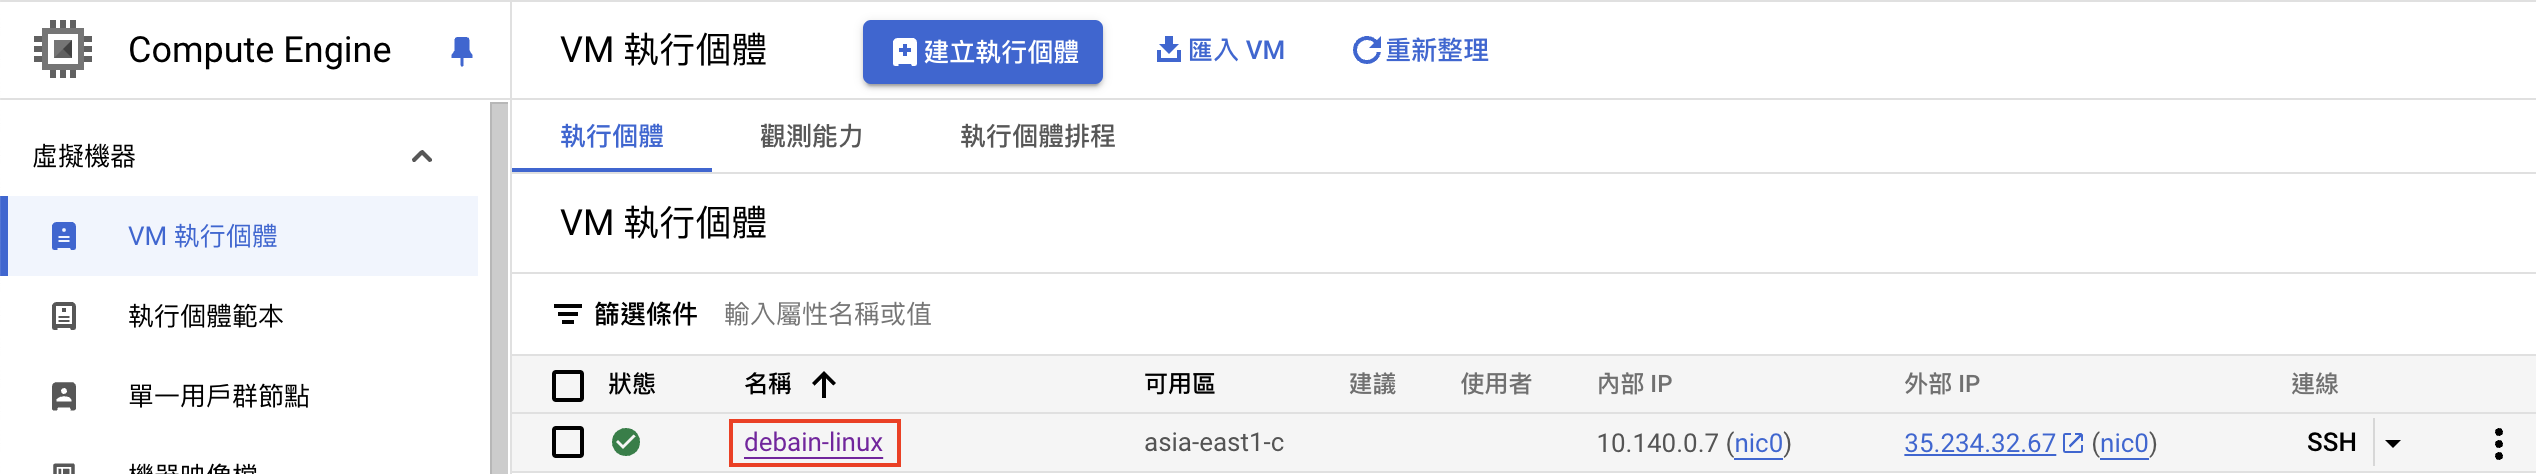 Compute Engine
VM 執行個體
建立執行個體
匯入 VM
重新整理
虛擬機器
VM 執行個體
執行個體範本
單一用戶群節點
機器映像檔
執行個體
觀測能力
執行個體排程
VM 執行個體
篩選條件 輸入屬性名稱或值
狀態 名稱 可用區 建議 使用者 內部 IP 外部 IP 連線
debain-linux asia-east1-c 10.140.0.7 (nic0) 35.234.32.67 (nic0) SSH